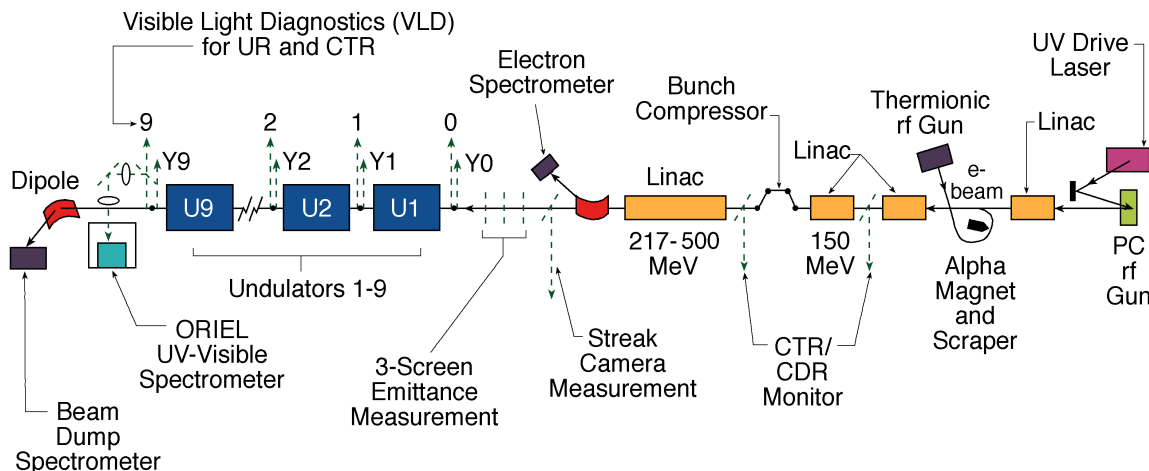 Visible Light Diagnostics (VLD)
for UR and CTR
UV Drive
Laser
Electron
Spectrometer
Bunch
Compressor
Thermionic
rf Gun
Linac
9
2
1
0
Linac
Y9
Y2
Y1
Y0
Dipole
Linac
e-
beam
U9
U2
U1
217-500
MeV
150
MeV
PC
rf
Gun
Alpha
Magnet
and
Scraper
Undulators 1-9
ORIEL
UV-Visible
Spectrometer
Streak
Camera
Measurement
CTR/
CDR
Monitor
3-Screen
Emittance
Measurement
Beam
Dump
Spectrometer